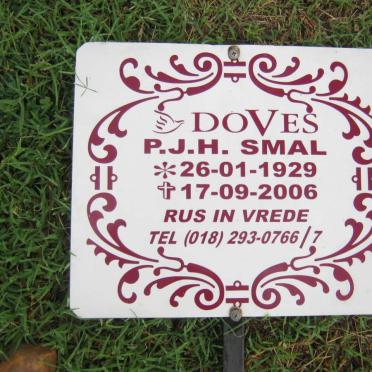 DOVES
P.J.H. SMAL
*26-01-1929
✝17-09-2006
RUS IN VREDE
TEL (018) 293-0766/7